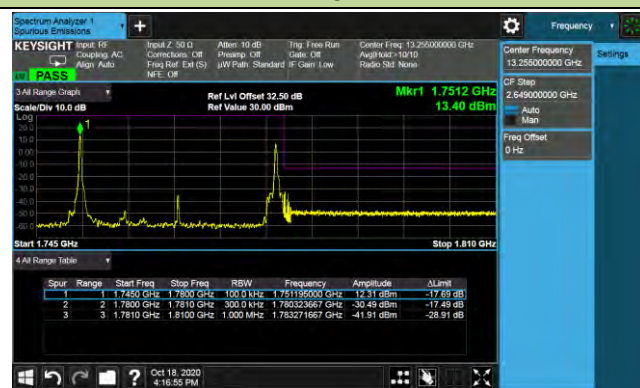 Spectrum Analyzer 1
Spurious Emissions
Frequency
KEYSIGHT
Input: RF
Coupling: AC
Align: Auto
Input Z: 50 Ω
Corrections: Off
Freq Ref: Ext (S)
NFE: Off
Atten: 10 dB
Preamp: Off
µW Path: Standard
Trig: Free Run
Gate: Off
IF Gain: Low
Center Freq: 13.255000000 GHz
Avg|Hold:>10/10
Radio Std: None
PASS
3 All Range Graph
Scale/Div 10.0 dB
Ref Lvl Offset 32.50 dB
Ref Value 30.00 dBm
Mkr1 1.7512 GHz
13.40 dBm
Log
20.0
10.0
0.00
-10.0
-20.0
-30.0
-40.0
-50.0
-60.0
1
Start 1.745 GHz
Stop 1.810 GHz
4 All Range Table
Spur Range Start Freq Stop Freq RBW Frequency Amplitude ΔLimit
1 1 1.7450 GHz 1.7800 GHz 100.0 kHz 1.751195000 GHz 12.31 dBm -17.69 dB
2 2 1.7800 GHz 1.7810 GHz 300.0 kHz 1.780323667 GHz -30.49 dBm -17.49 dB
3 3 1.7810 GHz 1.8100 GHz 1.000 MHz 1.783271667 GHz -41.91 dBm -28.91 dB
Oct 18, 2020
4:16:55 PM
Center Frequency
13.255000000 GHz
CF Step
2.649000000 GHz
Auto
Man
Freq Offset
0 Hz
Settings